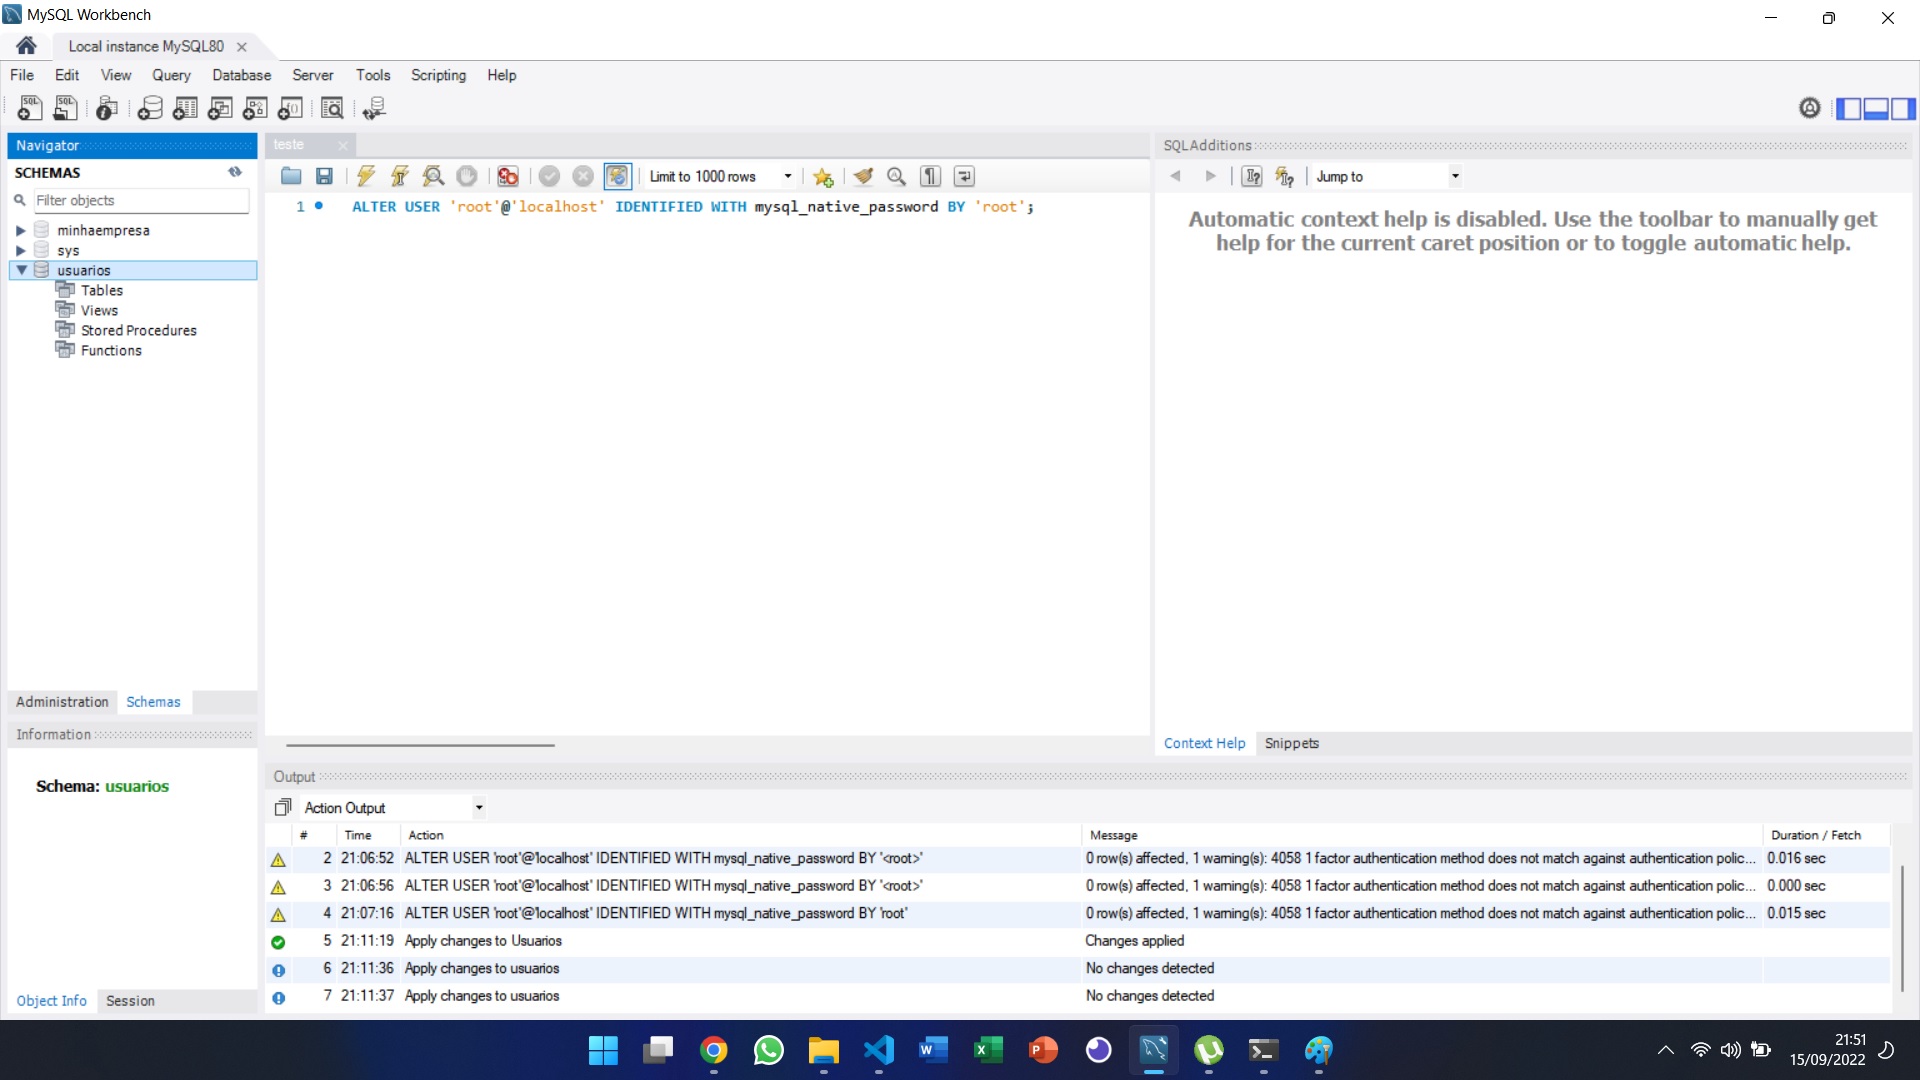 MySQL Workbench
Local instance MySQL80
File Edit View Query Database Server Tools Scripting Help
Navigator
SCHEMAS
Filter objects
minhaempresa
sys
usuarios
Tables
Views
Stored Procedures
Functions
Administration Schemas
Information
Schema: usuarios
Object Info Session
teste
Limit to 1000 rows
1 ALTER USER 'root'@'localhost' IDENTIFIED WITH mysql_native_password BY 'root';
SQLAdditions
Jump to
Automatic context help is disabled. Use the toolbar to manually get
help for the current caret position or to toggle automatic help.
Context Help Snippets
Output
Action Output
# Time Action Message Duration / Fetch
2 21:06:52 ALTER USER 'root'@'localhost' IDENTIFIED WITH mysql_native_password BY '<root>' 0 row(s) affected, 1 warning(s): 4058 1 factor authentication method does not match against authentication polic... 0.016 sec
3 21:06:56 ALTER USER 'root'@'localhost' IDENTIFIED WITH mysql_native_password BY '<root>' 0 row(s) affected, 1 warning(s): 4058 1 factor authentication method does not match against authentication polic... 0.000 sec
4 21:07:16 ALTER USER 'root'@'localhost' IDENTIFIED WITH mysql_native_password BY 'root' 0 row(s) affected, 1 warning(s): 4058 1 factor authentication method does not match against authentication polic... 0.015 sec
5 21:11:19 Apply changes to Usuarios Changes applied
6 21:11:36 Apply changes to usuarios No changes detected
7 21:11:37 Apply changes to usuarios No changes detected
21:51
15/09/2022